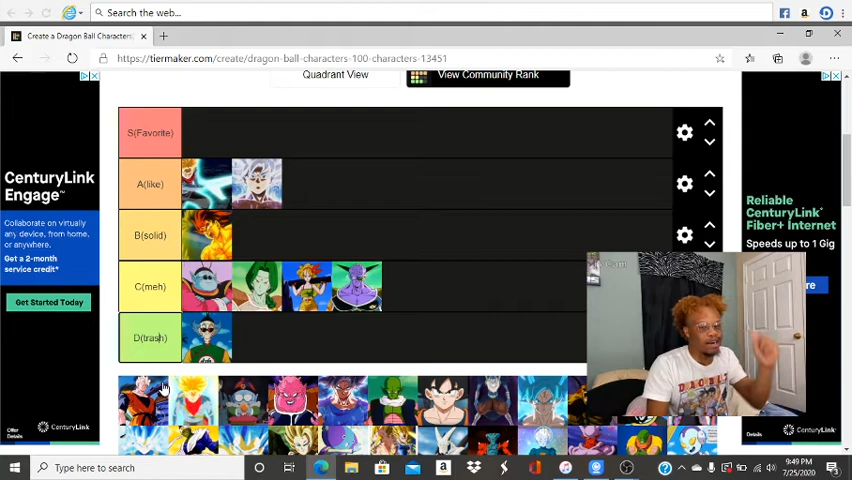 Search the web...
Create a Dragon Ball Characters
https://tiermaker.com/create/dragon-ball-characters-100-characters-13451
Quadrant View
View Community Rank
S(Favorite)
A(like)
B(solid)
C(meh)
D(trash)
CenturyLink
Engage™
Collaborate on virtually
any device, from home,
or anywhere.
Get a 2-month
service credit*
Get Started Today
Offer
Details
CenturyLink
Reliable
CenturyLink
Fiber+ Internet
Speeds up to 1 Gig
Offer
Details
CenturyLink
Type here to search
9:49 PM
7/25/2020